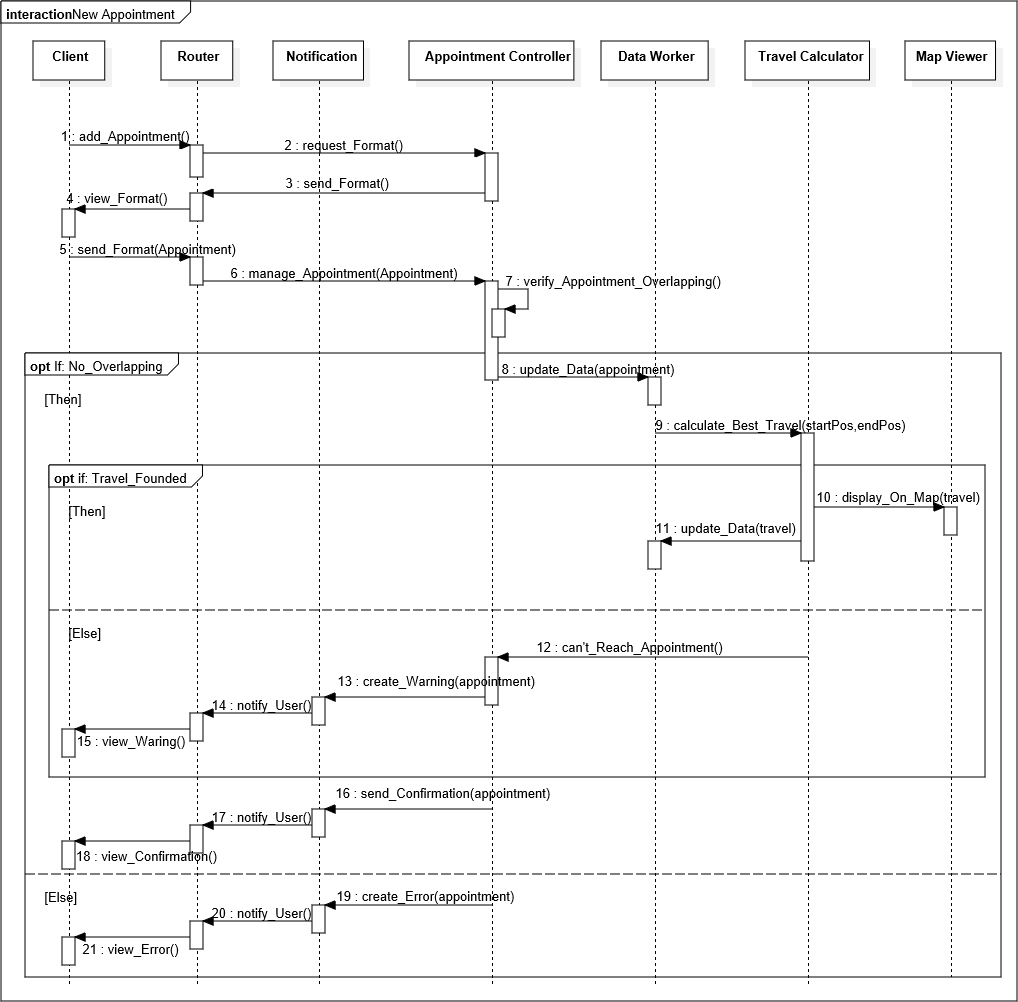 interactionNew Appointment
Client
Router
Notification
Appointment Controller
Data Worker
Travel Calculator
Map Viewer
1 : add_Appointment()
2 : request_Format()
3 : send_Format()
4 : view_Format()
5 : send_Format(Appointment)
6 : manage_Appointment(Appointment)
7 : verify_Appointment_Overlapping()
opt If: No_Overlapping
8 : update_Data(appointment)
[Then]
9 : calculate_Best_Travel(startPos,endPos)
opt if: Travel_Founded
10 : display_On_Map(travel)
[Then]
11 : update_Data(travel)
[Else]
12 : can't_Reach_Appointment()
13 : create_Warning(appointment)
14 : notify_User()
15 : view_Waring()
16 : send_Confirmation(appointment)
17 : notify_User()
18 : view_Confirmation()
[Else]
19 : create_Error(appointment)
20 : notify_User()
21 : view_Error()